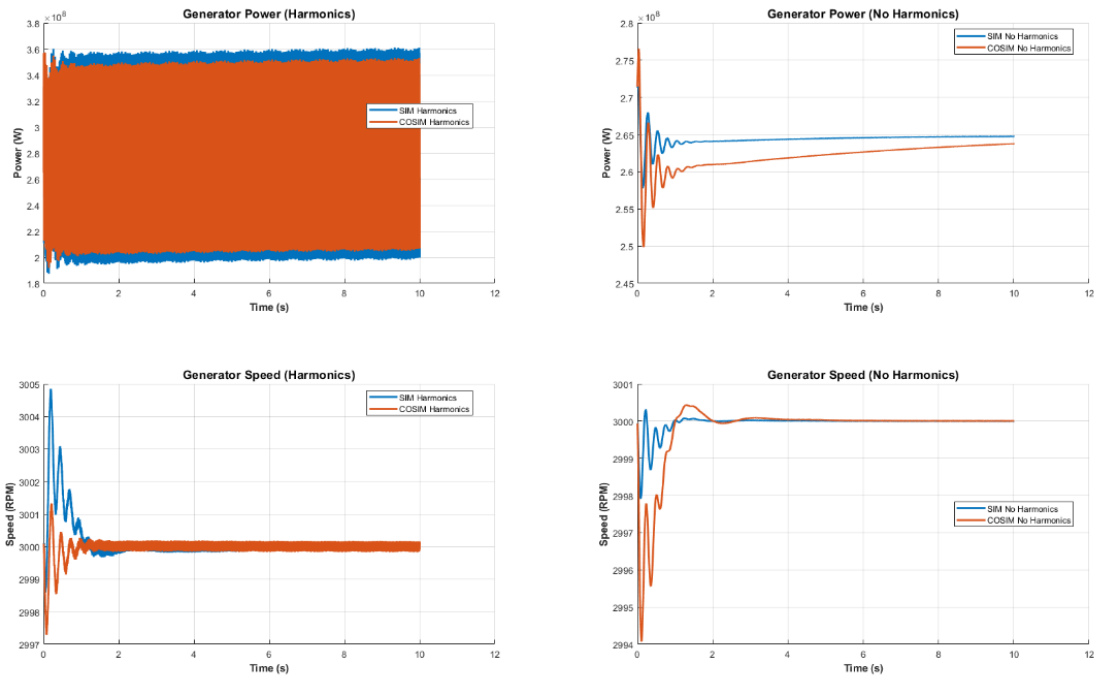 Generator Power (Harmonics)
3.8
×10⁸
3.6
3.4
3.2
3
2.8
2.6
2.4
2.2
2
1.8
Power (W)
0 2 4 6 8 10 12
Time (s)
SIM Harmonics
COSIM Harmonics
Generator Power (No Harmonics)
2.8
×10⁸
2.75
2.7
2.65
2.6
2.55
2.5
2.45
Power (W)
0 2 4 6 8 10 12
Time (s)
SIM No Harmonics
COSIM No Harmonics
Generator Speed (Harmonics)
3005
3004
3003
3002
3001
3000
2999
2998
2997
Speed (RPM)
0 2 4 6 8 10 12
Time (s)
SIM Harmonics
COSIM Harmonics
Generator Speed (No Harmonics)
3001
3000
2999
2998
2997
2996
2995
2994
Speed (RPM)
0 2 4 6 8 10 12
Time (s)
SIM No Harmonics
COSIM No Harmonics